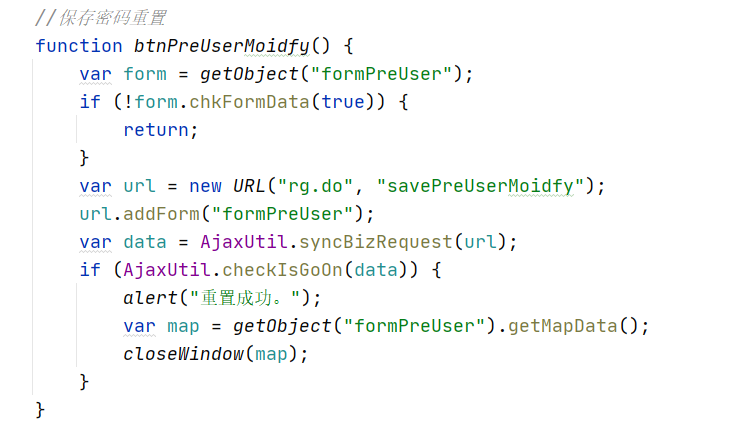 //保存密码重置
function btnPreUserMoidfy() {
var form = getObject("formPreUser");
if (!form.chkFormData(true)) {
return;
}
var url = new URL("rg.do", "savePreUserMoidfy");
url.addForm("formPreUser");
var data = AjaxUtil.syncBizRequest(url);
if (AjaxUtil.checkIsGoOn(data)) {
alert("重置成功。");
var map = getObject("formPreUser").getMapData();
closeWindow(map);
}
}